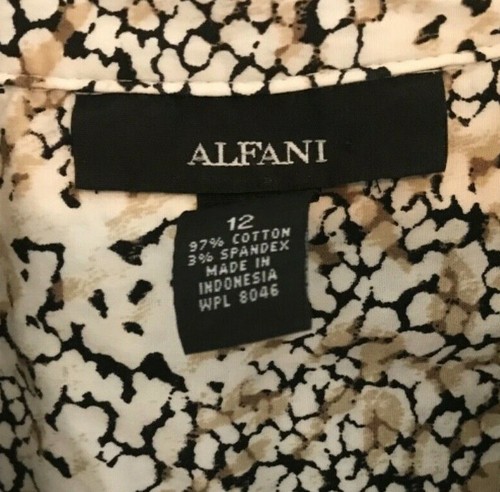 ALFANI
12
97% COTTON
3% SPANDEX
MADE IN
INDONESIA
WPL 8046